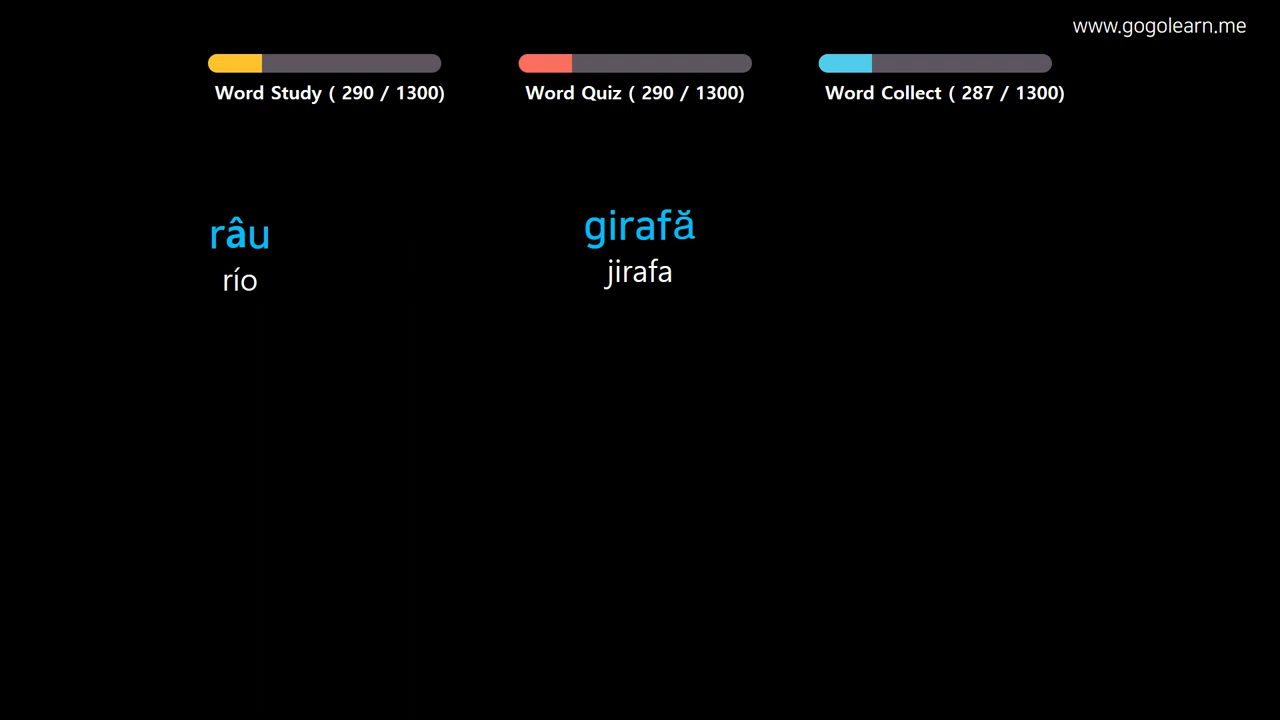 www.gogolearn.me
Word Study ( 290 / 1300)
Word Quiz ( 290 / 1300)
Word Collect ( 287 / 1300)
râu
río
girafă
jirafa